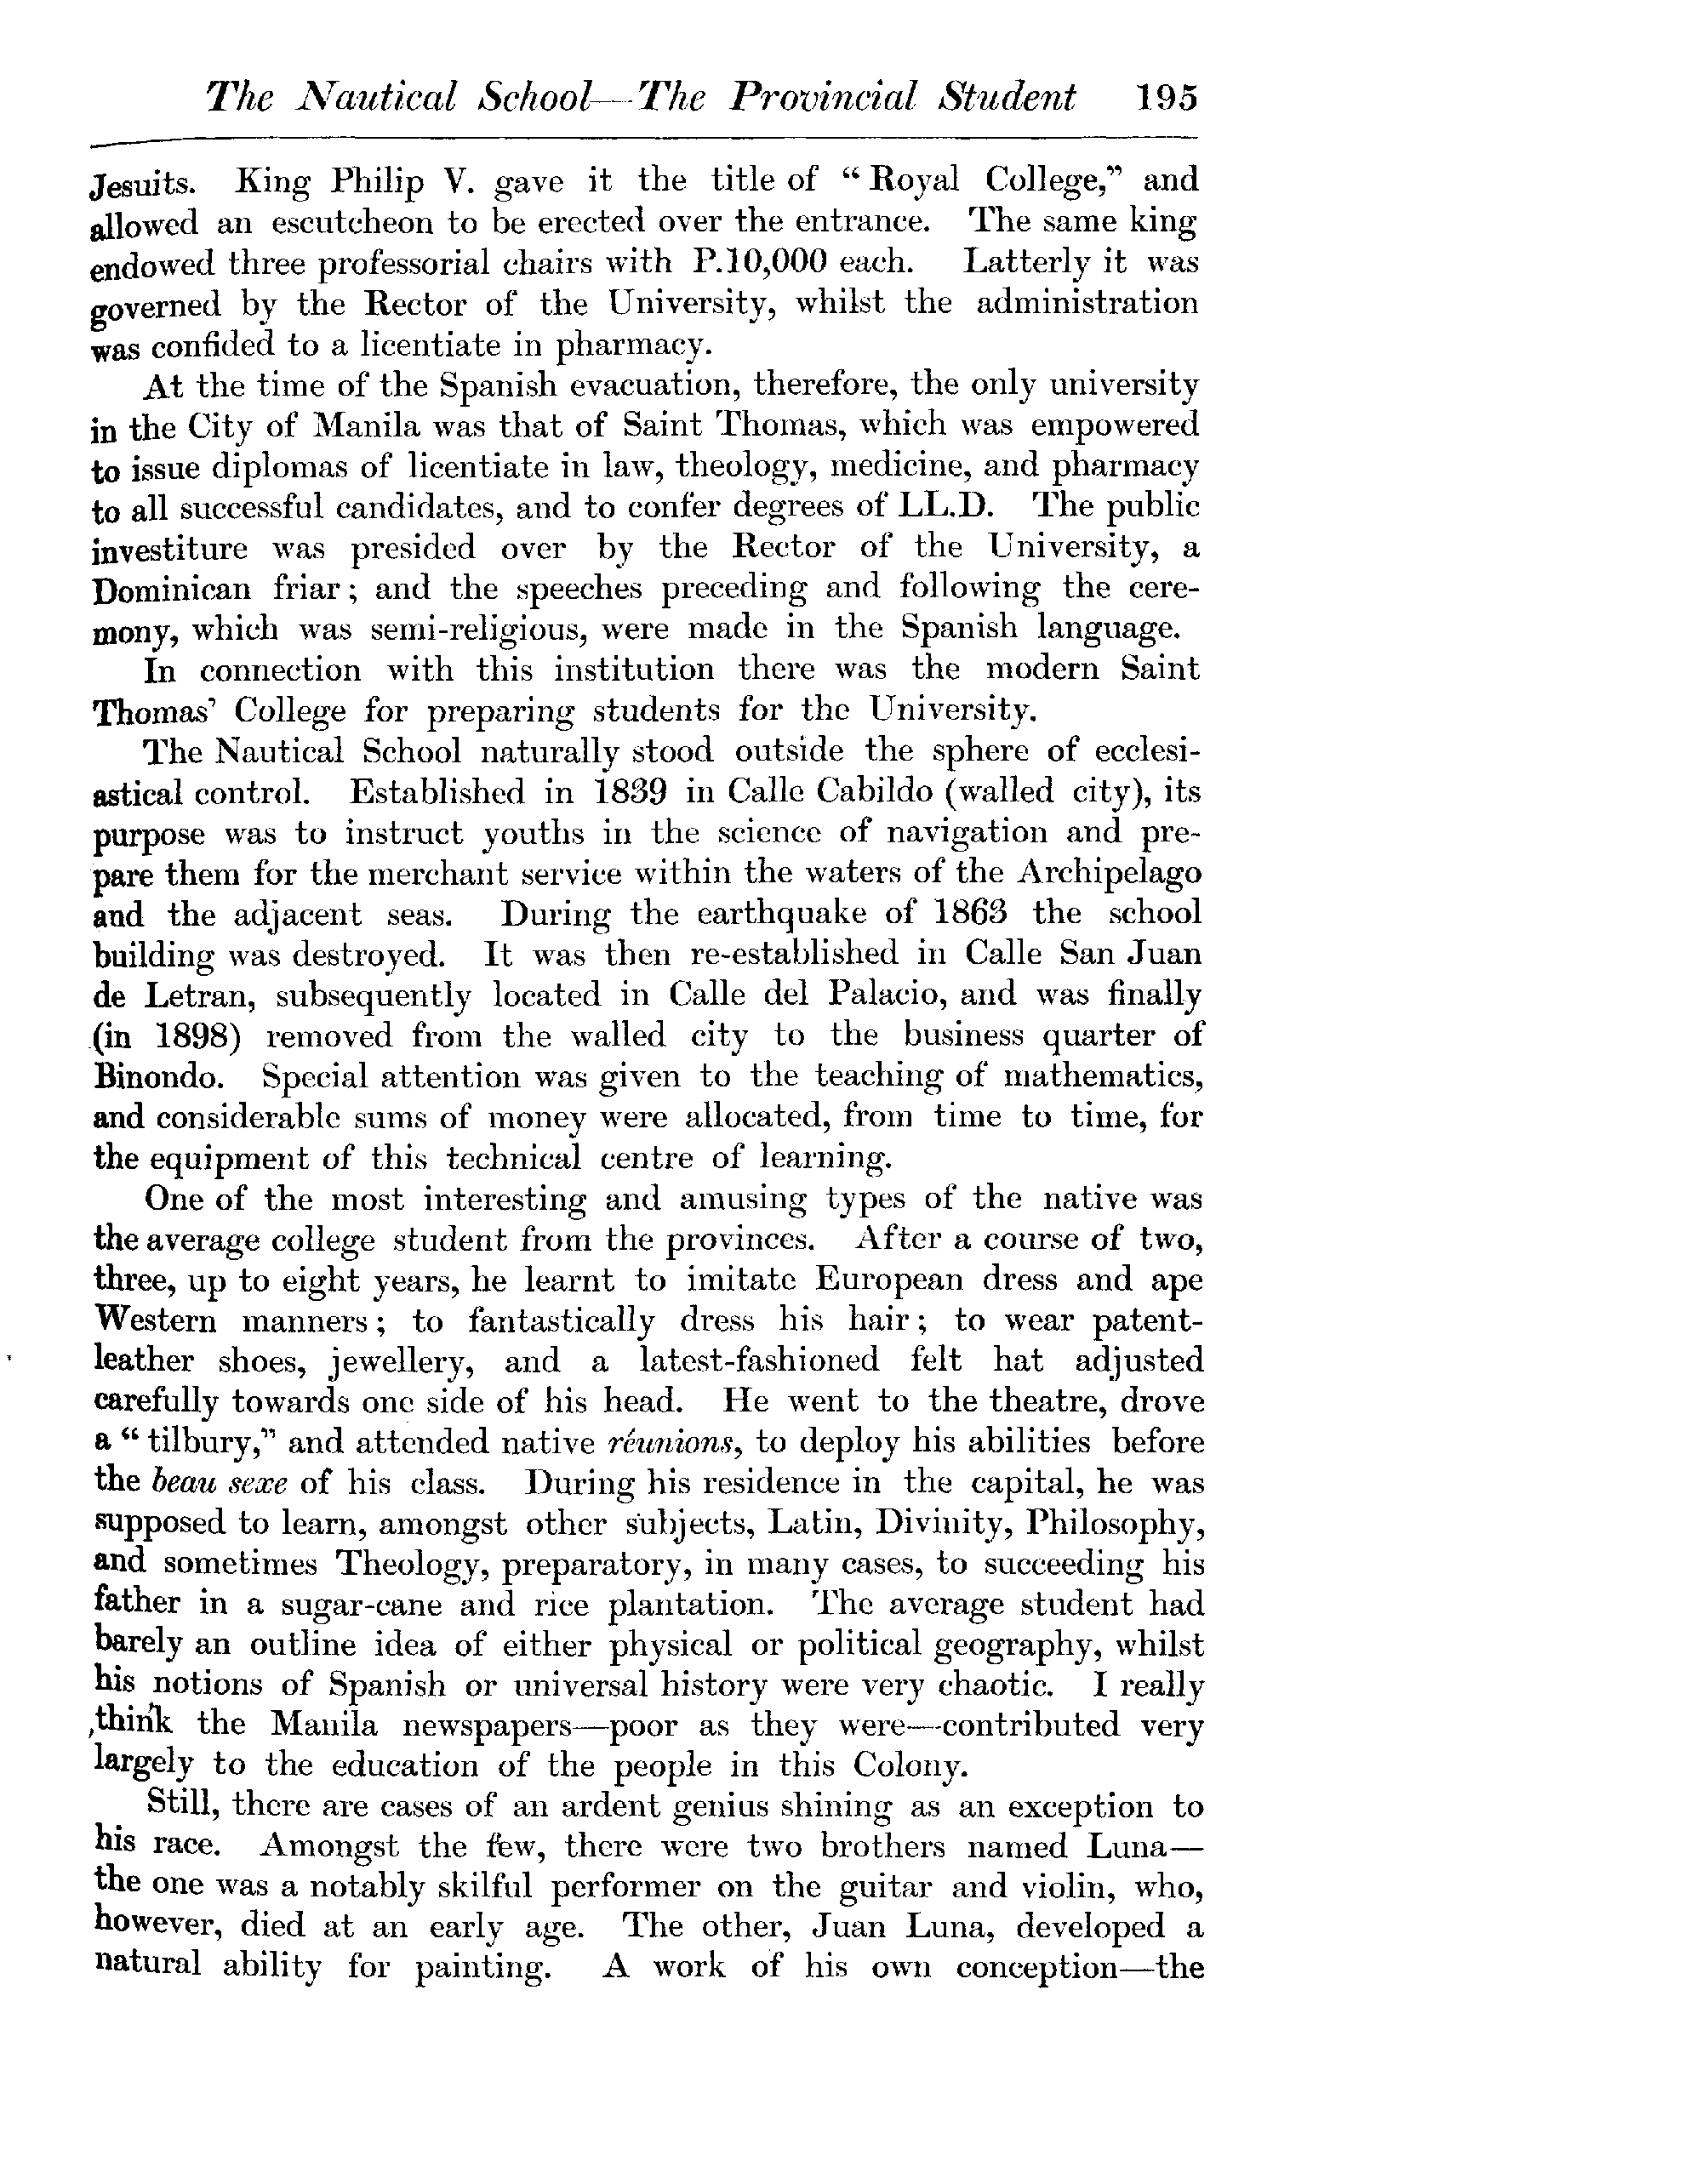 The Nautical School—The Provincial Student 195
Jesuits. King Philip V. gave it the title of “Royal College,” and
allowed an escutcheon to be erected over the entrance. The same king
endowed three professorial chairs with P.10,000 each. Latterly it was
governed by the Rector of the University, whilst the administration
was confided to a licentiate in pharmacy.
At the time of the Spanish evacuation, therefore, the only university
in the City of Manila was that of Saint Thomas, which was empowered
to issue diplomas of licentiate in law, theology, medicine, and pharmacy
to all successful candidates, and to confer degrees of LL.D. The public
investiture was presided over by the Rector of the University, a
Dominican friar; and the speeches preceding and following the cere-
mony, which was semi-religious, were made in the Spanish language.
In connection with this institution there was the modern Saint
Thomas’ College for preparing students for the University.
The Nautical School naturally stood outside the sphere of ecclesi-
astical control. Established in 1839 in Calle Cabildo (walled city), its
purpose was to instruct youths in the science of navigation and pre-
pare them for the merchant service within the waters of the Archipelago
and the adjacent seas. During the earthquake of 1863 the school
building was destroyed. It was then re-established in Calle San Juan
de Letran, subsequently located in Calle del Palacio, and was finally
(in 1898) removed from the walled city to the business quarter of
Binondo. Special attention was given to the teaching of mathematics,
and considerable sums of money were allocated, from time to time, for
the equipment of this technical centre of learning.
One of the most interesting and amusing types of the native was
the average college student from the provinces. After a course of two,
three, up to eight years, he learnt to imitate European dress and ape
Western manners; to fantastically dress his hair; to wear patent-
leather shoes, jewellery, and a latest-fashioned felt hat adjusted
carefully towards one side of his head. He went to the theatre, drove
a “tilbury,” and attended native réunions, to deploy his abilities before
the beau sexe of his class. During his residence in the capital, he was
supposed to learn, amongst other subjects, Latin, Divinity, Philosophy,
and sometimes Theology, preparatory, in many cases, to succeeding his
father in a sugar-cane and rice plantation. The average student had
barely an outline idea of either physical or political geography, whilst
his notions of Spanish or universal history were very chaotic. I really
think the Manila newspapers—poor as they were—contributed very
largely to the education of the people in this Colony.
Still, there are cases of an ardent genius shining as an exception to
his race. Amongst the few, there were two brothers named Luna—
the one was a notably skilful performer on the guitar and violin, who,
however, died at an early age. The other, Juan Luna, developed a
natural ability for painting. A work of his own conception—the